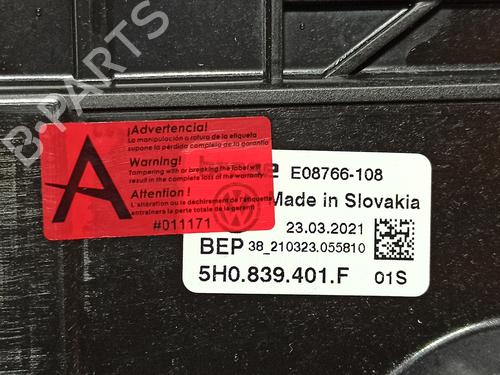 B-PARTS
A
¡Advertencia!
La manipulación o rotura de la etiqueta
supone la pérdida completa de la garantía
Warning!
Tampering with or breaking the label will
result in the complete loss of the warranty
Attention !
L'altération ou le déchirement de l'étiquette
entraînera la perte totale de la garantie
#011171
E08766-108
Made in Slovakia
23.03.2021
BEP 38_210323.055810
5H0.839.401.F 01S